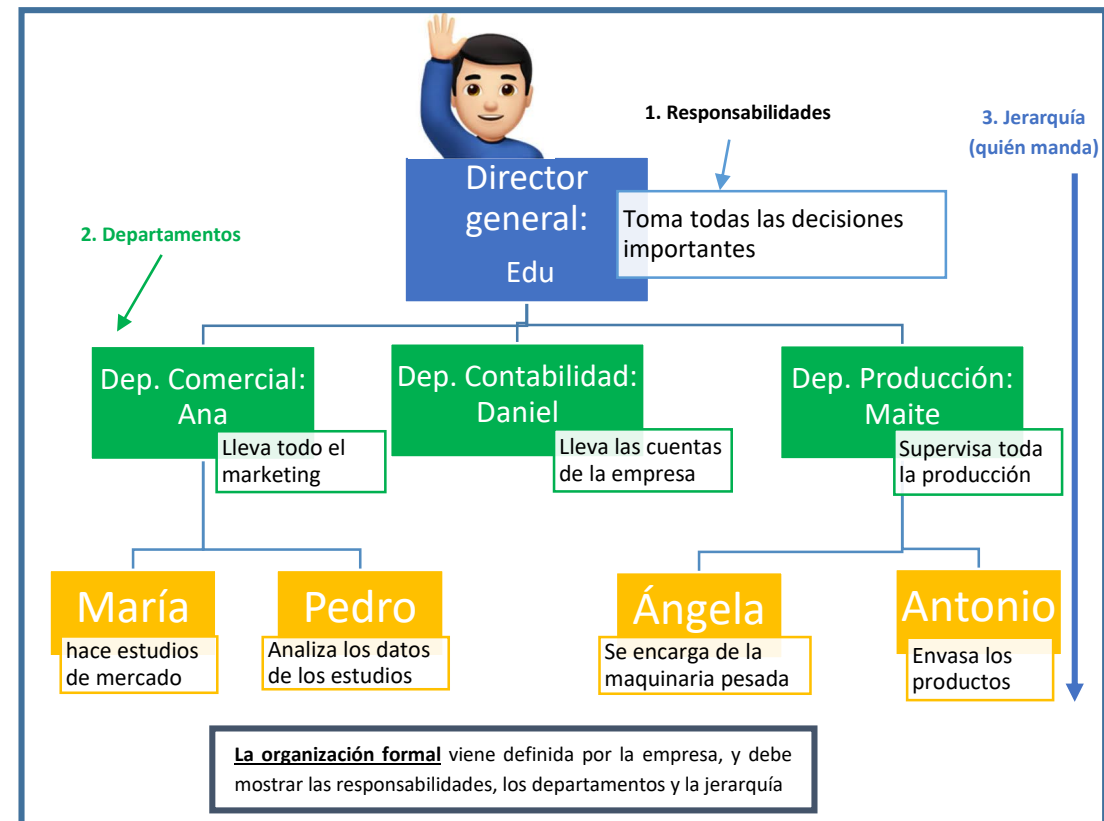 1. Responsabilidades
3. Jerarquía
(quién manda)
Director
general:
Edu
Toma todas las decisiones
importantes
2. Departamentos
Dep. Comercial:
Ana
Lleva todo el
marketing
Dep. Contabilidad:
Daniel
Lleva las cuentas
de la empresa
Dep. Producción:
Maite
Supervisa toda
la producción
María
hace estudios
de mercado
Pedro
Analiza los datos
de los estudios
Ángela
Se encarga de la
maquinaria pesada
Antonio
Envasa los
productos
La organización formal viene definida por la empresa, y debe
mostrar las responsabilidades, los departamentos y la jerarquía